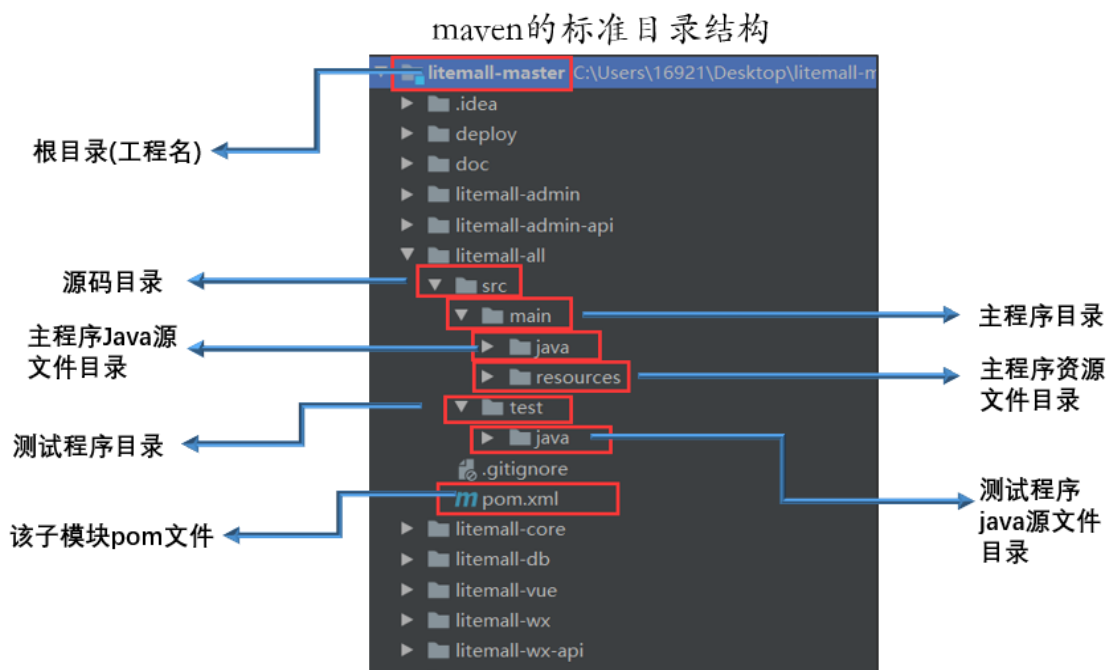 maven的标准目录结构
litemall-master C:\Users\16921\Desktop\litemall-m
.idea
deploy
doc
litemall-admin
litemall-admin-api
litemall-all
src
main
java
resources
test
java
.gitignore
pom.xml
litemall-core
litemall-db
litemall-vue
litemall-wx
litemall-wx-api
根目录(工程名)
源码目录
主程序Java源
文件目录
测试程序目录
该子模块pom文件
主程序目录
主程序资源
文件目录
测试程序
java源文件
目录